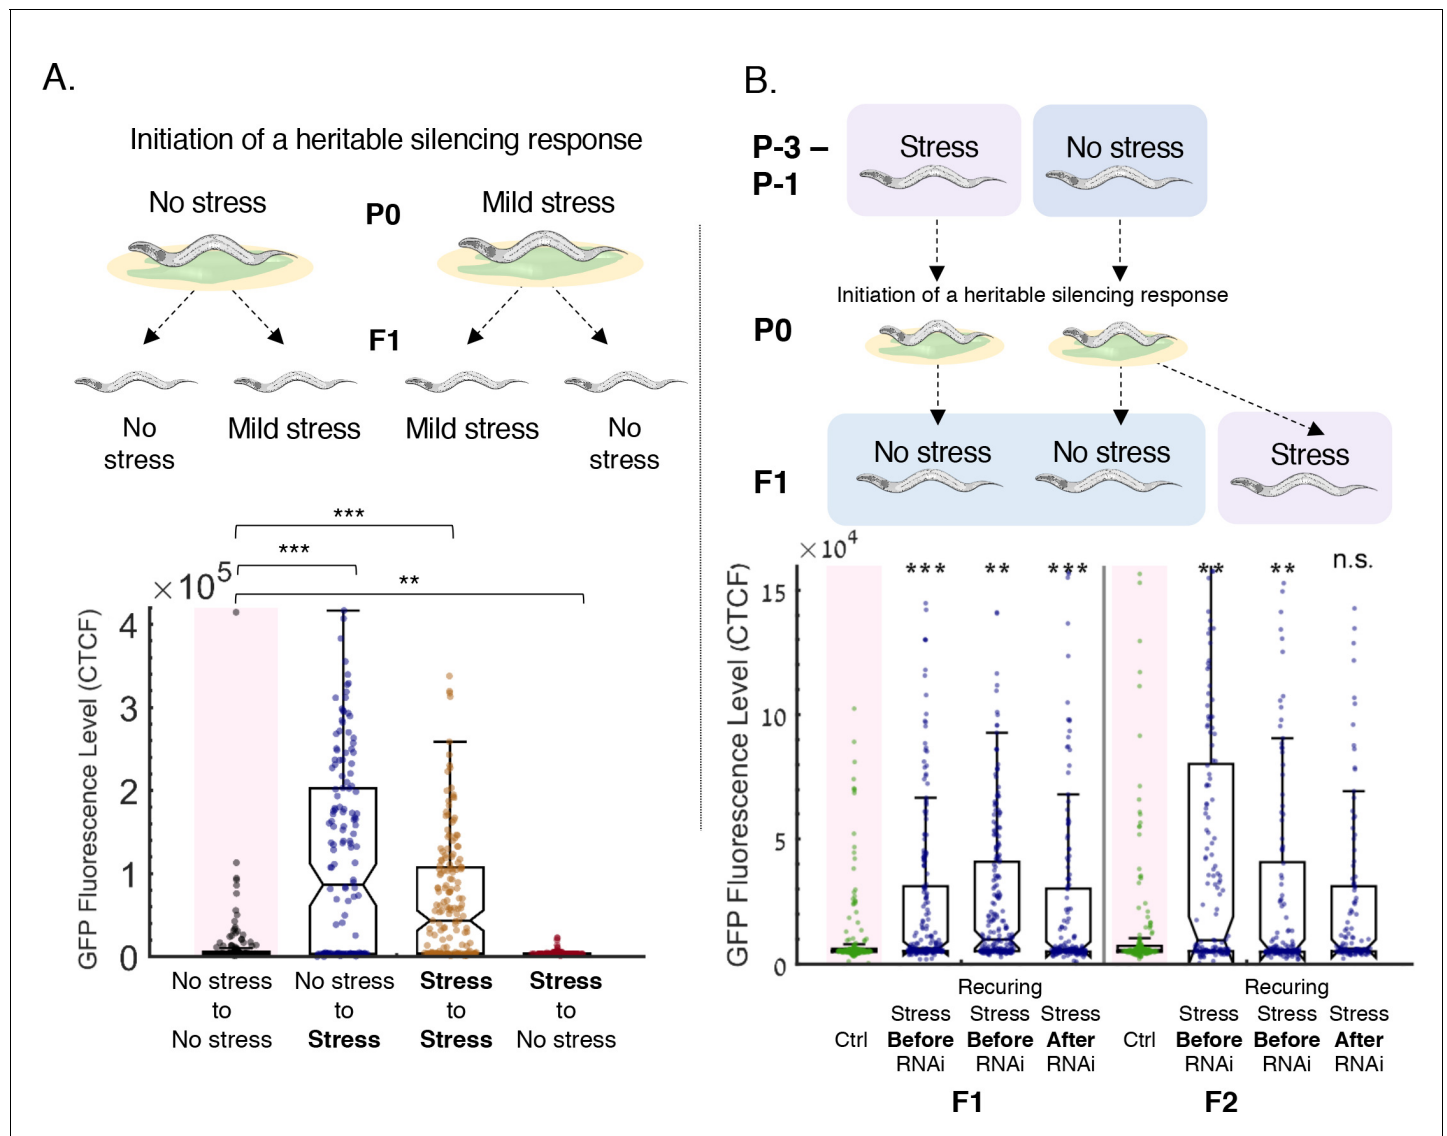 A.
Initiation of a heritable silencing response
No stress
P0
Mild stress
F1
No
stress
Mild stress
Mild stress
No
stress
***
***
**
×10^5
GFP Fluorescence Level (CTCF)
4
3
2
1
0
No stress
to
No stress
No stress
to
Stress
Stress
to
Stress
Stress
to
No stress
B.
P-3 –
P-1
Stress
No stress
Initiation of a heritable silencing response
P0
F1
No stress
No stress
Stress
×10^4
GFP Fluorescence Level (CTCF)
15
10
5
0
***
**
***
**
**
n.s.
Ctrl
Stress
Before
RNAi
Recuring
Stress
Before
RNAi
Stress
After
RNAi
F1
Ctrl
Stress
Before
RNAi
Recuring
Stress
Before
RNAi
Stress
After
RNAi
F2